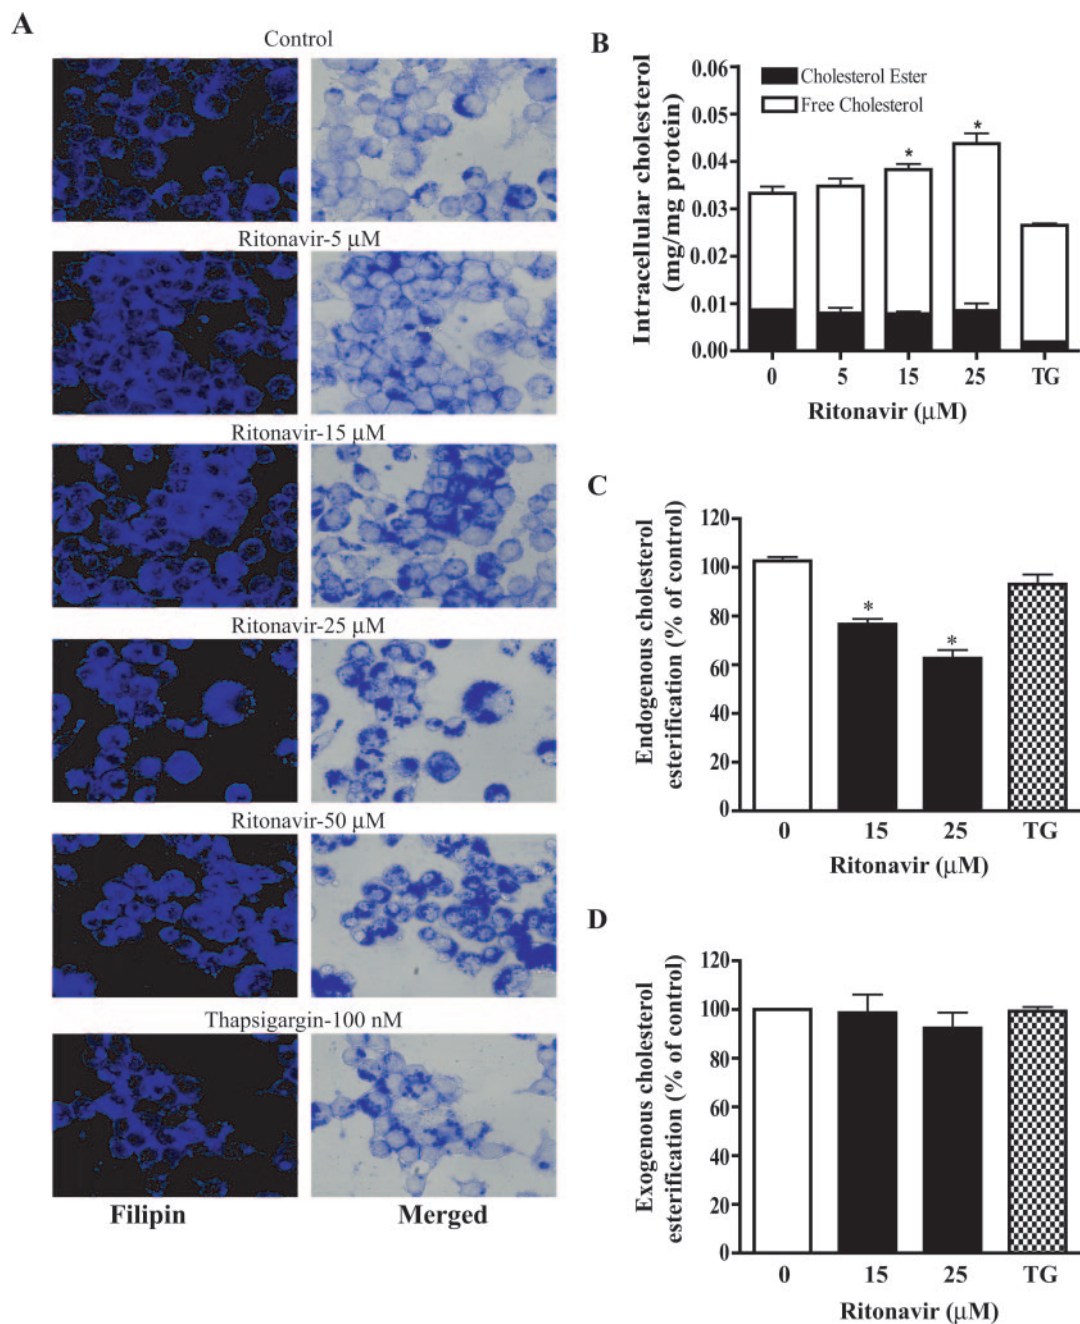 A
Control
Ritonavir-5 μM
Ritonavir-15 μM
Ritonavir-25 μM
Ritonavir-50 μM
Thapsigargin-100 nM
Filipin
Merged
B
Intracellular cholesterol
(mg/mg protein)
0.06
0.05
0.04
0.03
0.02
0.01
0.00
Cholesterol Ester
Free Cholesterol
*
*
0 5 15 25 TG
Ritonavir (μM)
C
Endogenous cholesterol
esterification (% of control)
120
100
80
60
40
20
0
*
*
0 15 25 TG
Ritonavir (μM)
D
Exogenous cholesterol
esterification (% of control)
120
100
80
60
40
20
0
0 15 25 TG
Ritonavir (μM)